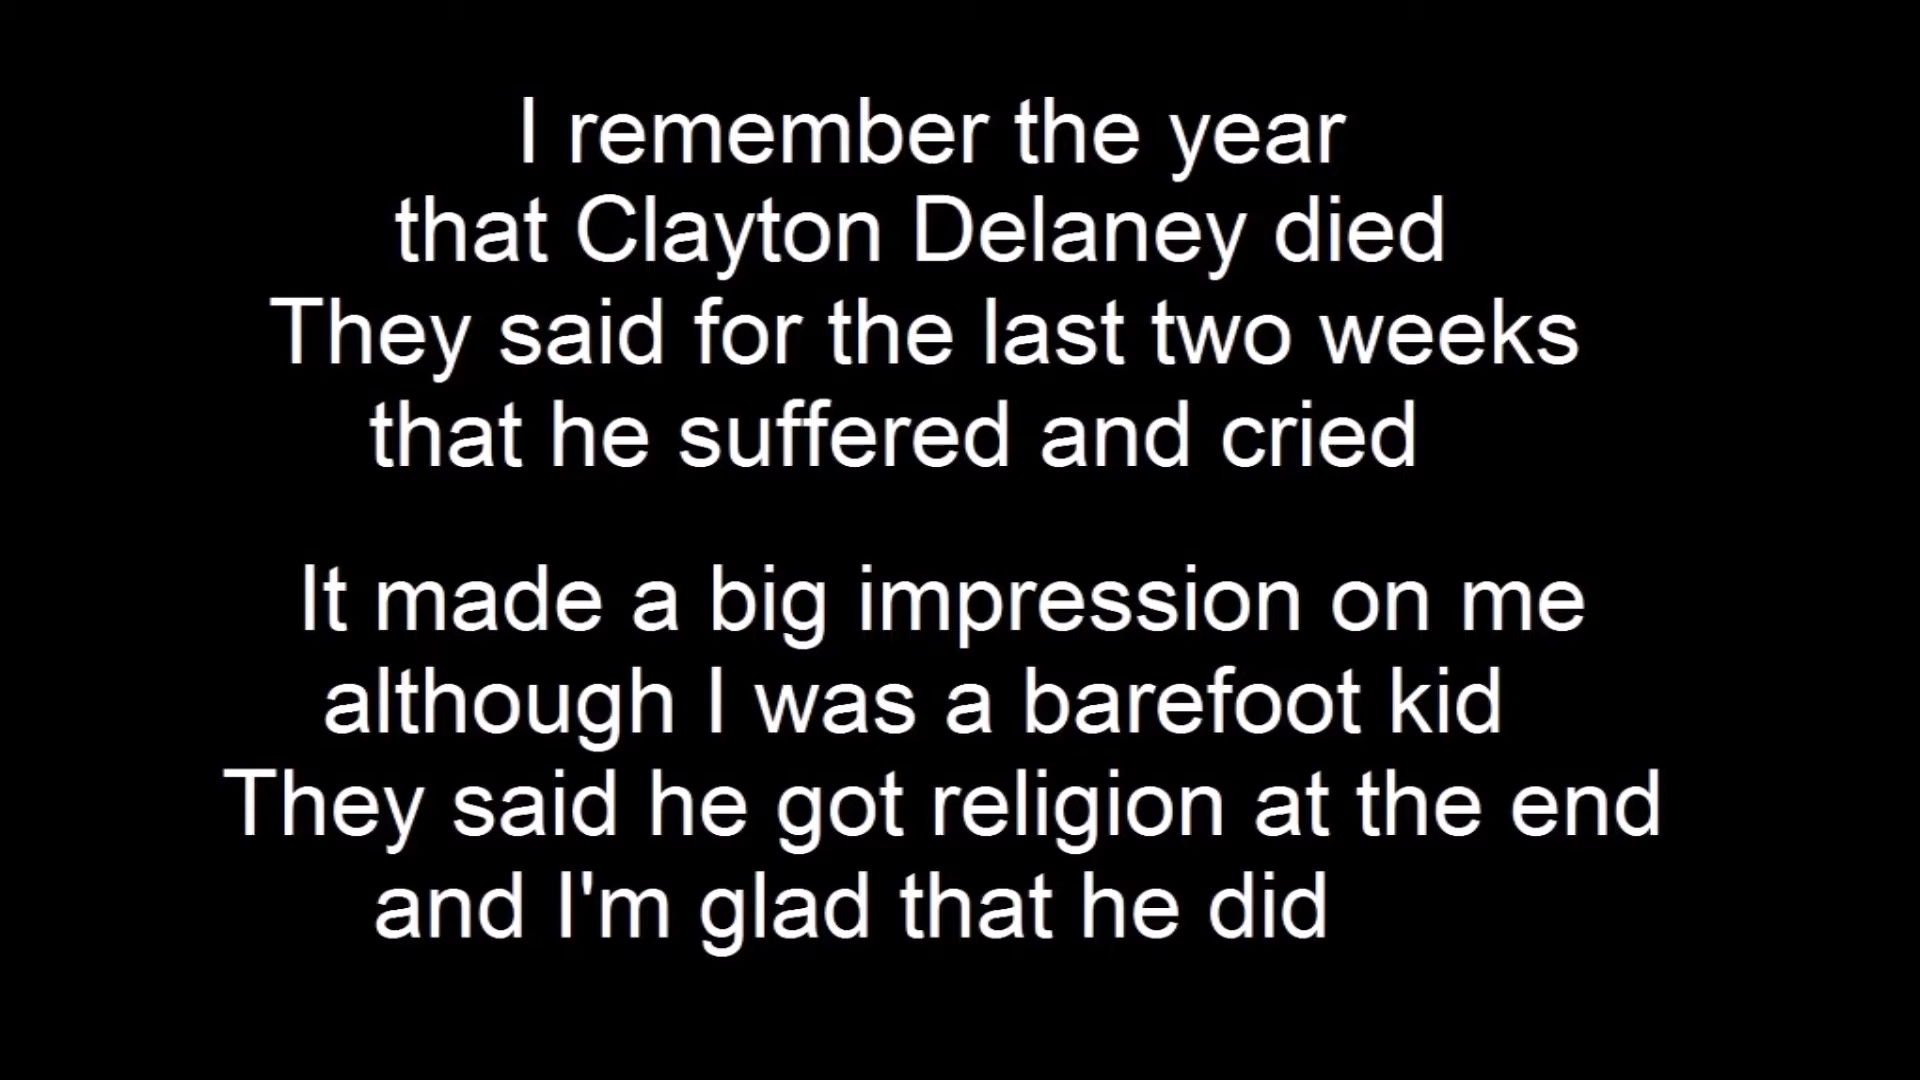 I remember the year
that Clayton Delaney died
They said for the last two weeks
that he suffered and cried
It made a big impression on me
although I was a barefoot kid
They said he got religion at the end
and I'm glad that he did